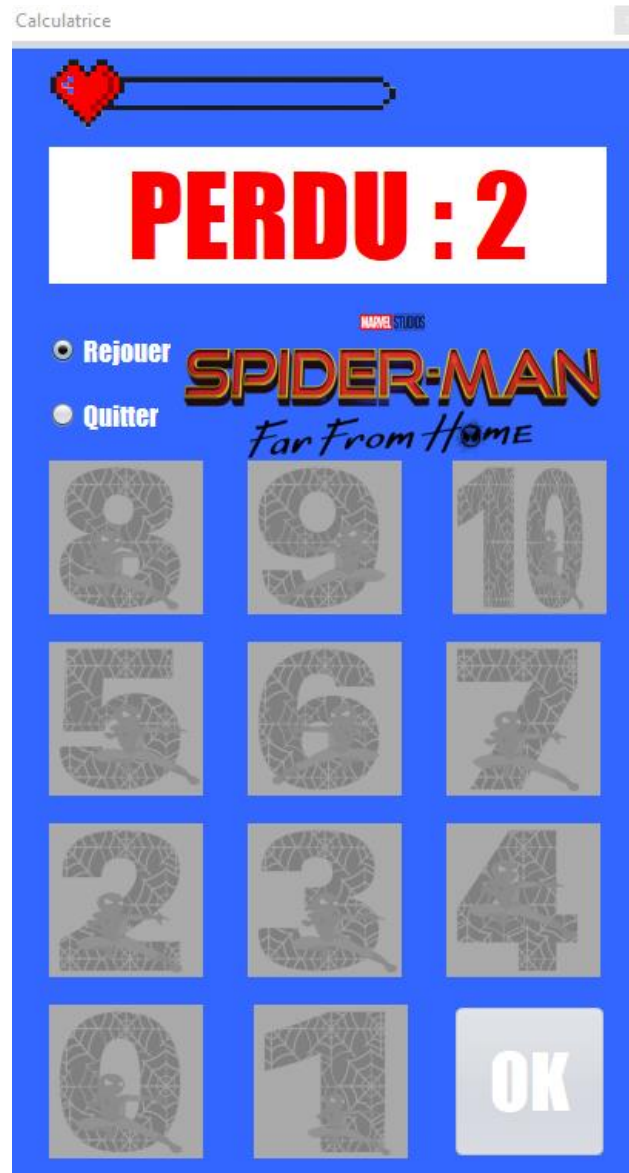 Calculatrice
PERDU : 2
MARVEL STUDIOS
Rejouer
SPIDER-MAN
Quitter
Far From Home
8 9 10
5 6 7
2 3 4
0 1 OK